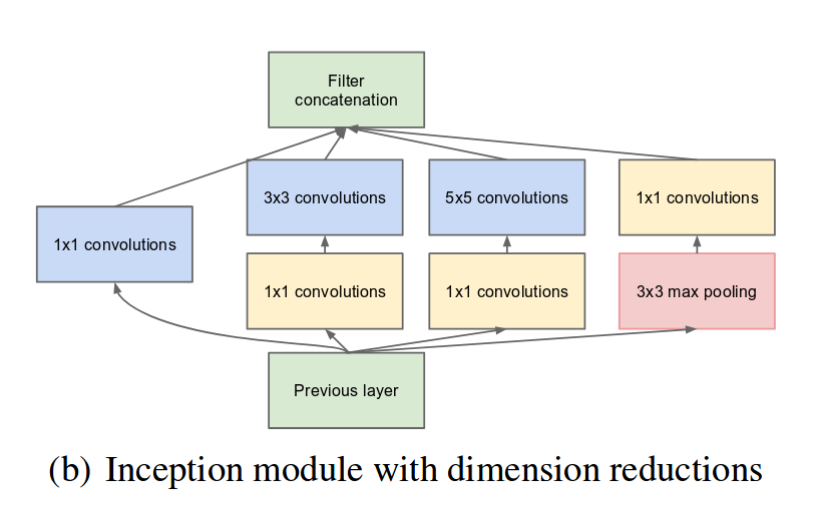 Filter
concatenation
3x3 convolutions
5x5 convolutions
1x1 convolutions
1x1 convolutions
1x1 convolutions
1x1 convolutions
3x3 max pooling
Previous layer
(b) Inception module with dimension reductions